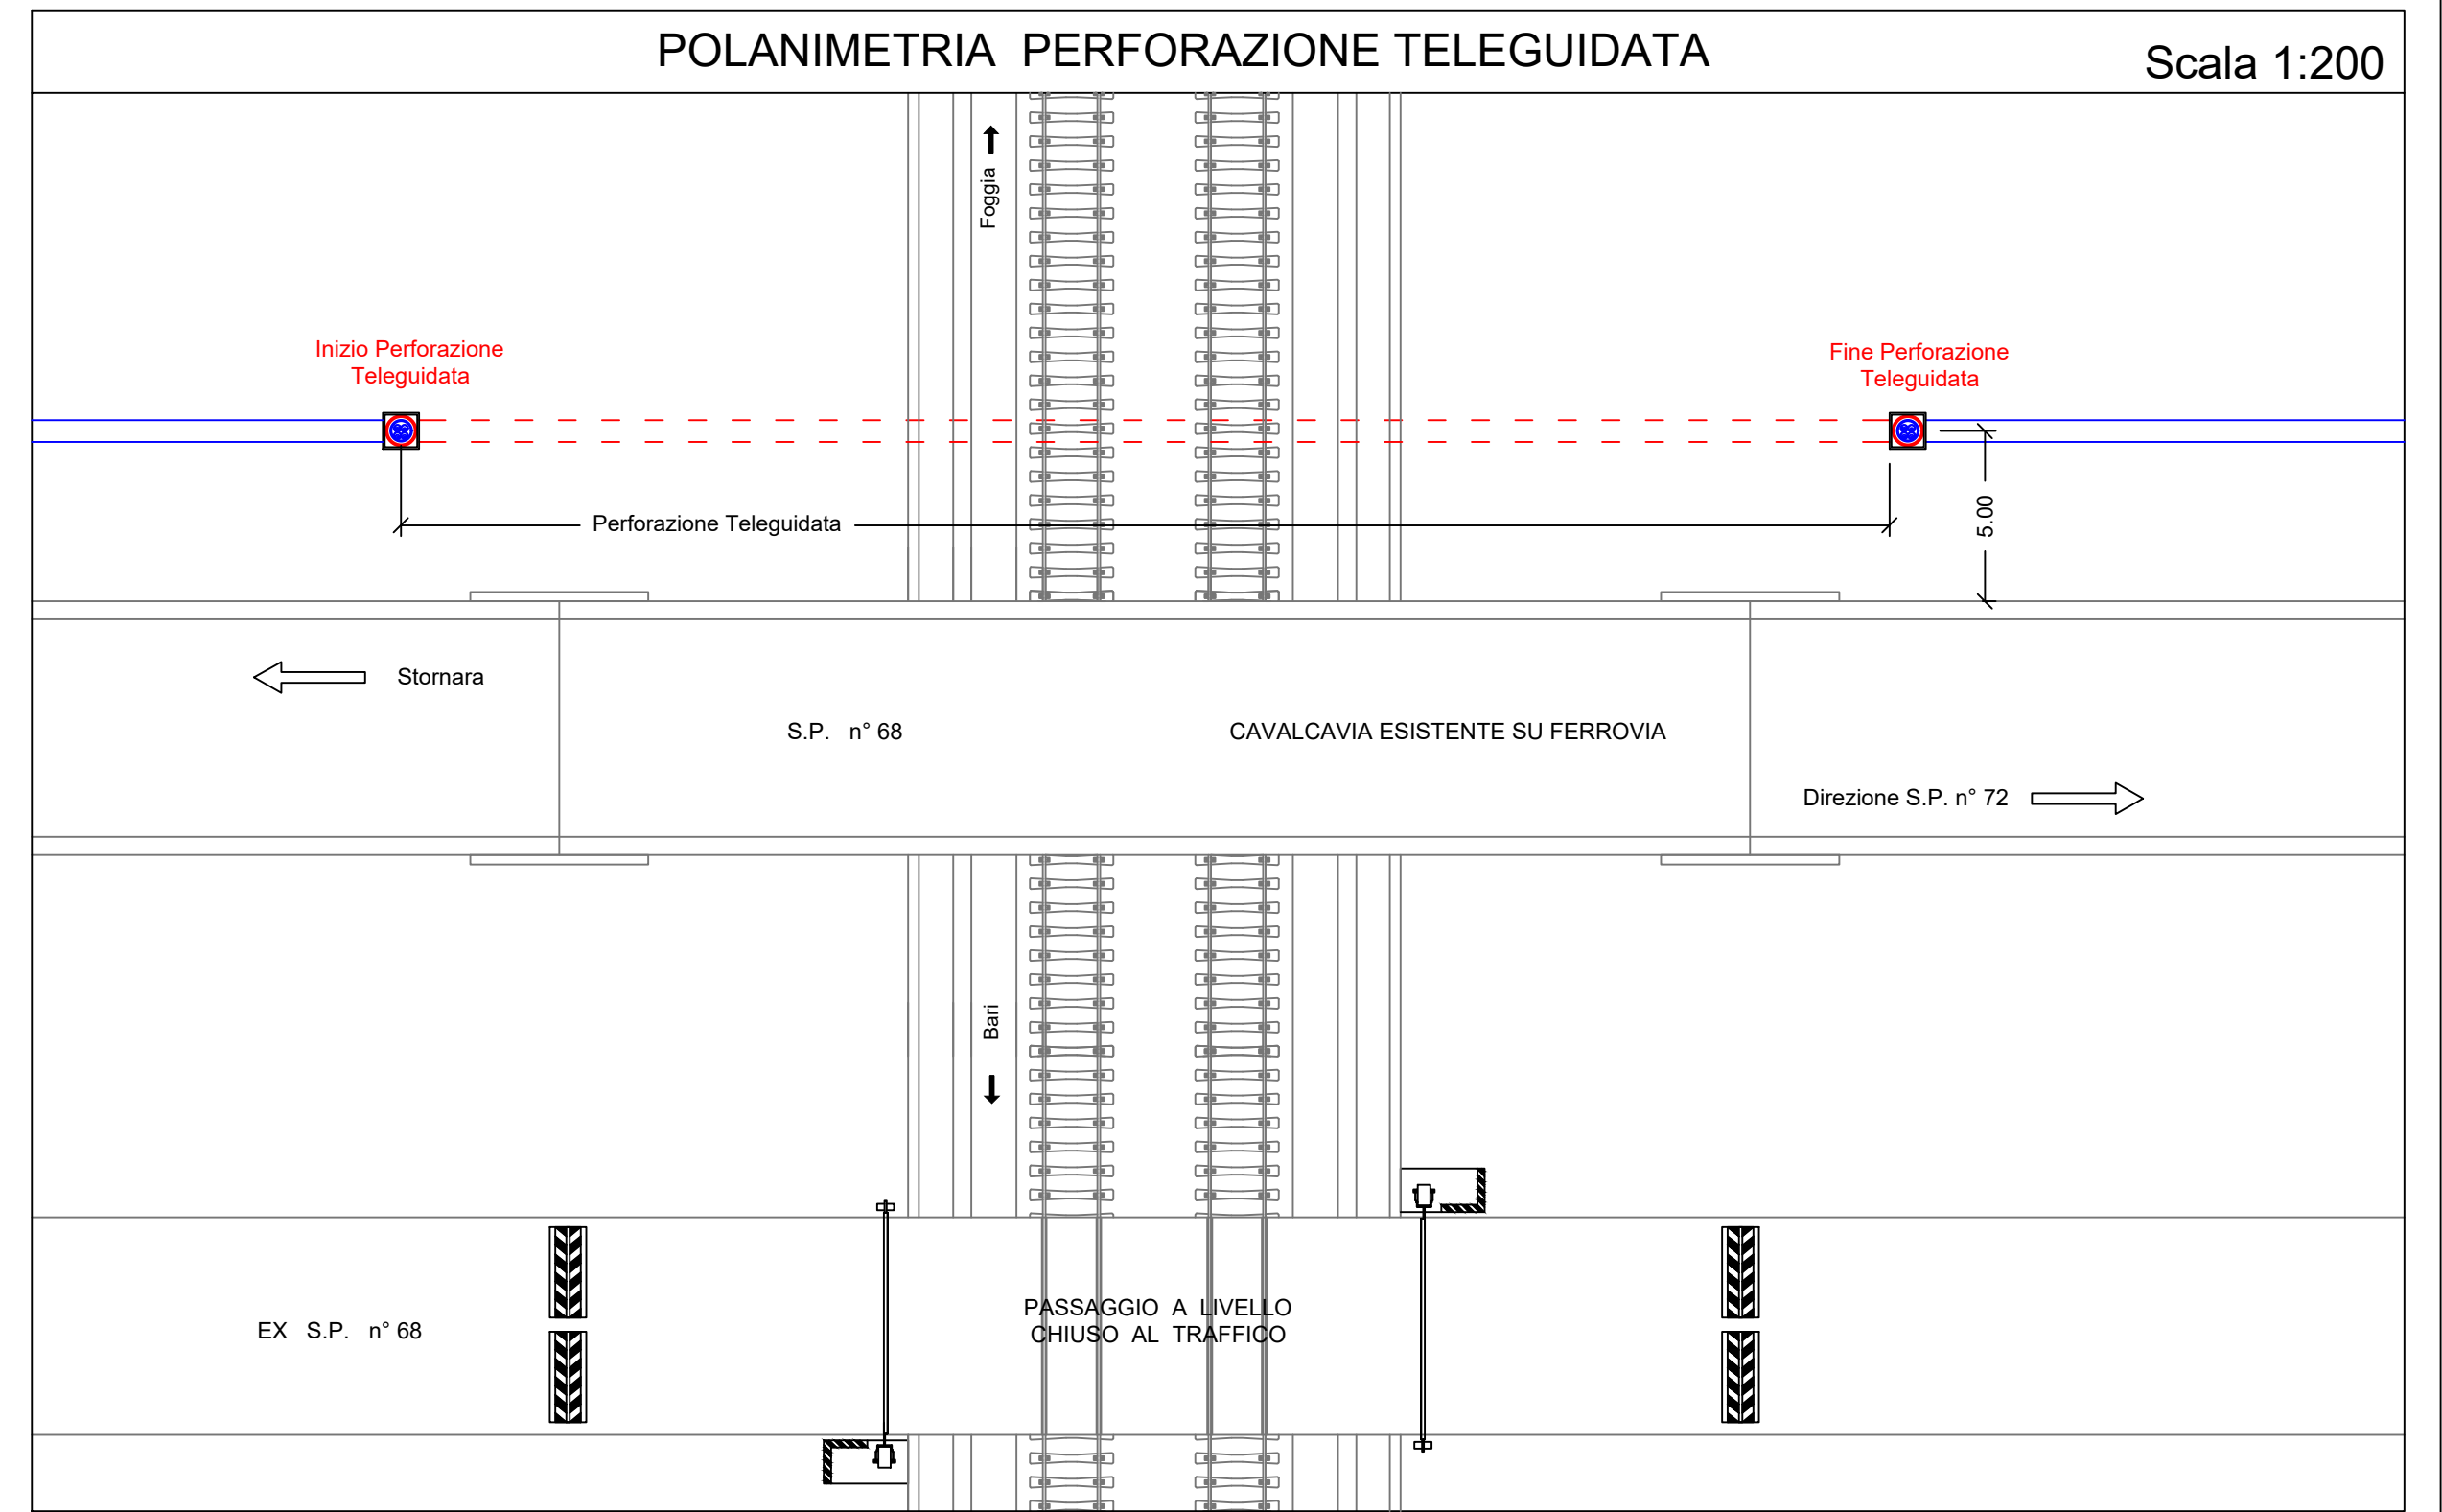 POLANIMETRIA PERFORAZIONE TELEGUIDATA
Scala 1:200
Foggia
Inizio Perforazione
Teleguidata
Fine Perforazione
Teleguidata
Perforazione Teleguidata
5.00
Stornara
S.P. n° 68
CAVALCAVIA ESISTENTE SU FERROVIA
Direzione S.P. n° 72
Bari
PASSAGGIO A LIVELLO
CHIUSO AL TRAFFICO
EX S.P. n° 68